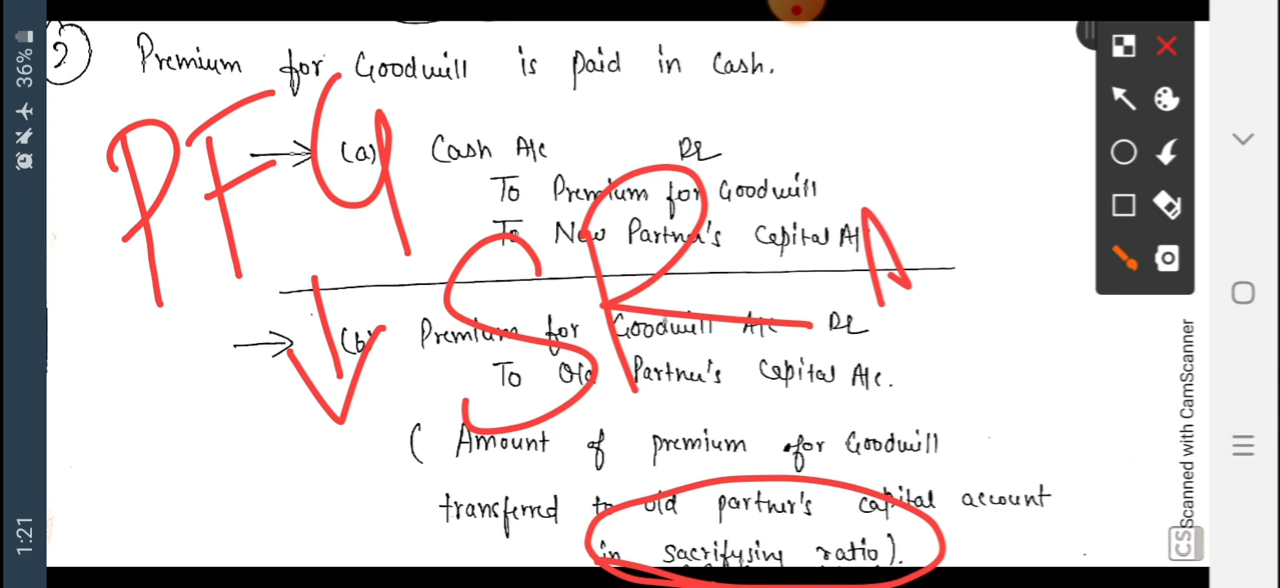 2 Premium for Goodwill is paid in Cash.
PFG
(a) Cash A/c Dr
To Premium for Goodwill
To New Partner's Capital A/c
SR
(b) Premium for Goodwill A/c Dr
To Old Partner's Capital A/c.
( Amount of premium for Goodwill
transferred to old partner's capital account
in sacrifysing ratio).
36%
1:21
CS Scanned with CamScanner